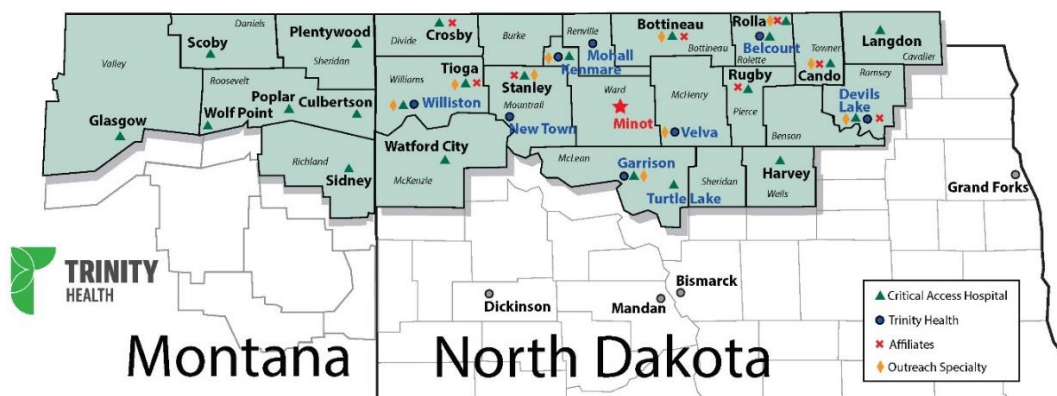 Daniels
Scoby
Plentywood
Sheridan
Valley
Roosevelt
Wolf Point
Poplar
Culbertson
Glasgow
Richland
Sidney
Divide
Crosby
Burke
Renville
Mohall
Kenmare
Bottineau
Bottineau
Rolla
Belcourt
Rolette
Towner
Cando
Langdon
Cavalier
Williams
Tioga
Williston
Stanley
Mountrail
New Town
Ward
Minot
McHenry
Velva
Rugby
Pierce
Benson
Ramsey
Devils
Lake
Watford City
McKenzie
McLean
Garrison
Turtle Lake
Sheridan
Harvey
Wells
Grand Forks
TRINITY
HEALTH
Dickinson
Mandan
Bismarck
Montana
North Dakota
Critical Access Hospital
Trinity Health
Affiliates
Outreach Specialty